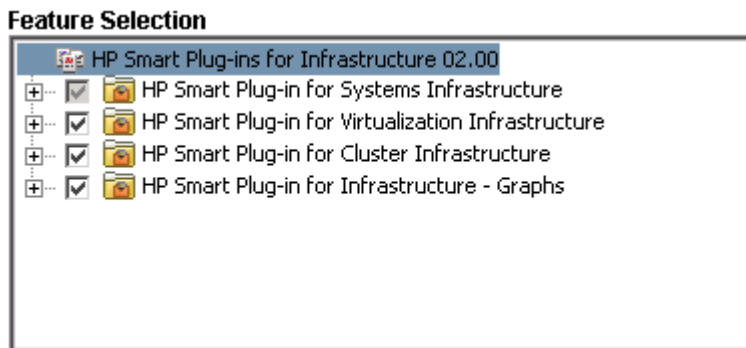 Feature Selection
HP Smart Plug-ins for Infrastructure 02.00
HP Smart Plug-in for Systems Infrastructure
HP Smart Plug-in for Virtualization Infrastructure
HP Smart Plug-in for Cluster Infrastructure
HP Smart Plug-in for Infrastructure - Graphs